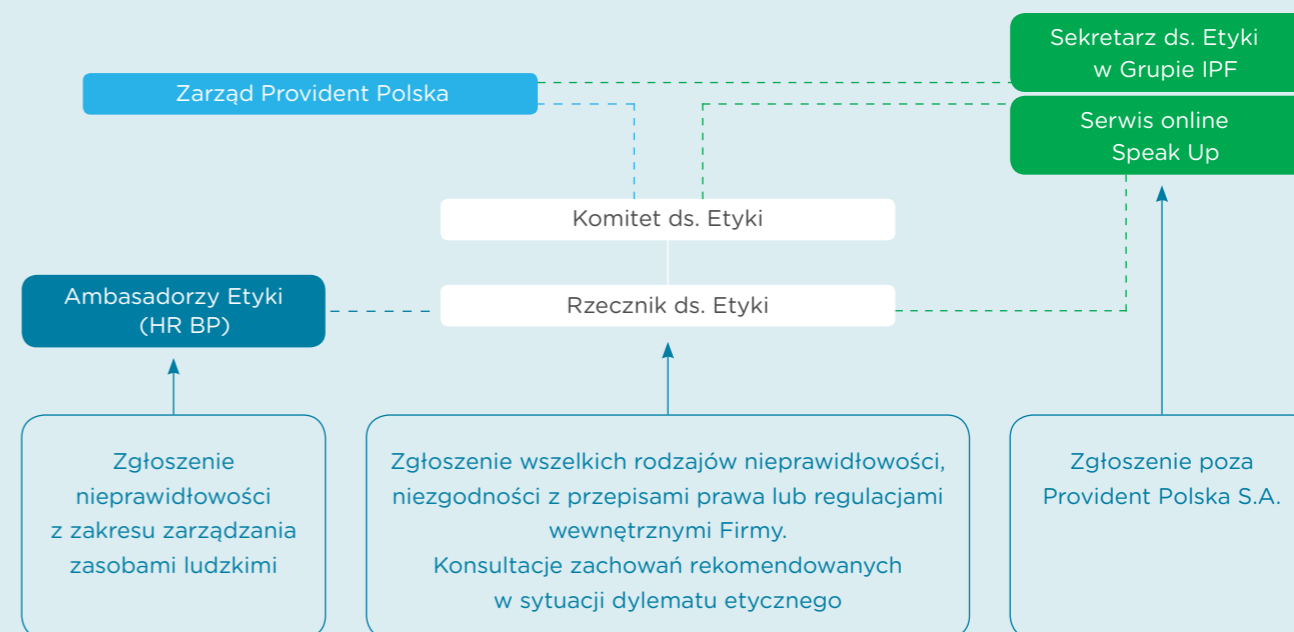 Sekretarz ds. Etyki
w Grupie IPF
Zarząd Provident Polska
Serwis online
Speak Up
Komitet ds. Etyki
Ambasadorzy Etyki
(HR BP)
Rzecznik ds. Etyki
Zgłoszenie
nieprawidłowości
z zakresu zarządzania
zasobami ludzkimi
Zgłoszenie wszelkich rodzajów nieprawidłowości,
niezgodności z przepisami prawa lub regulacjami
wewnętrznymi Firmy.
Konsultacje zachowań rekomendowanych
w sytuacji dylematu etycznego
Zgłoszenie poza
Provident Polska S.A.